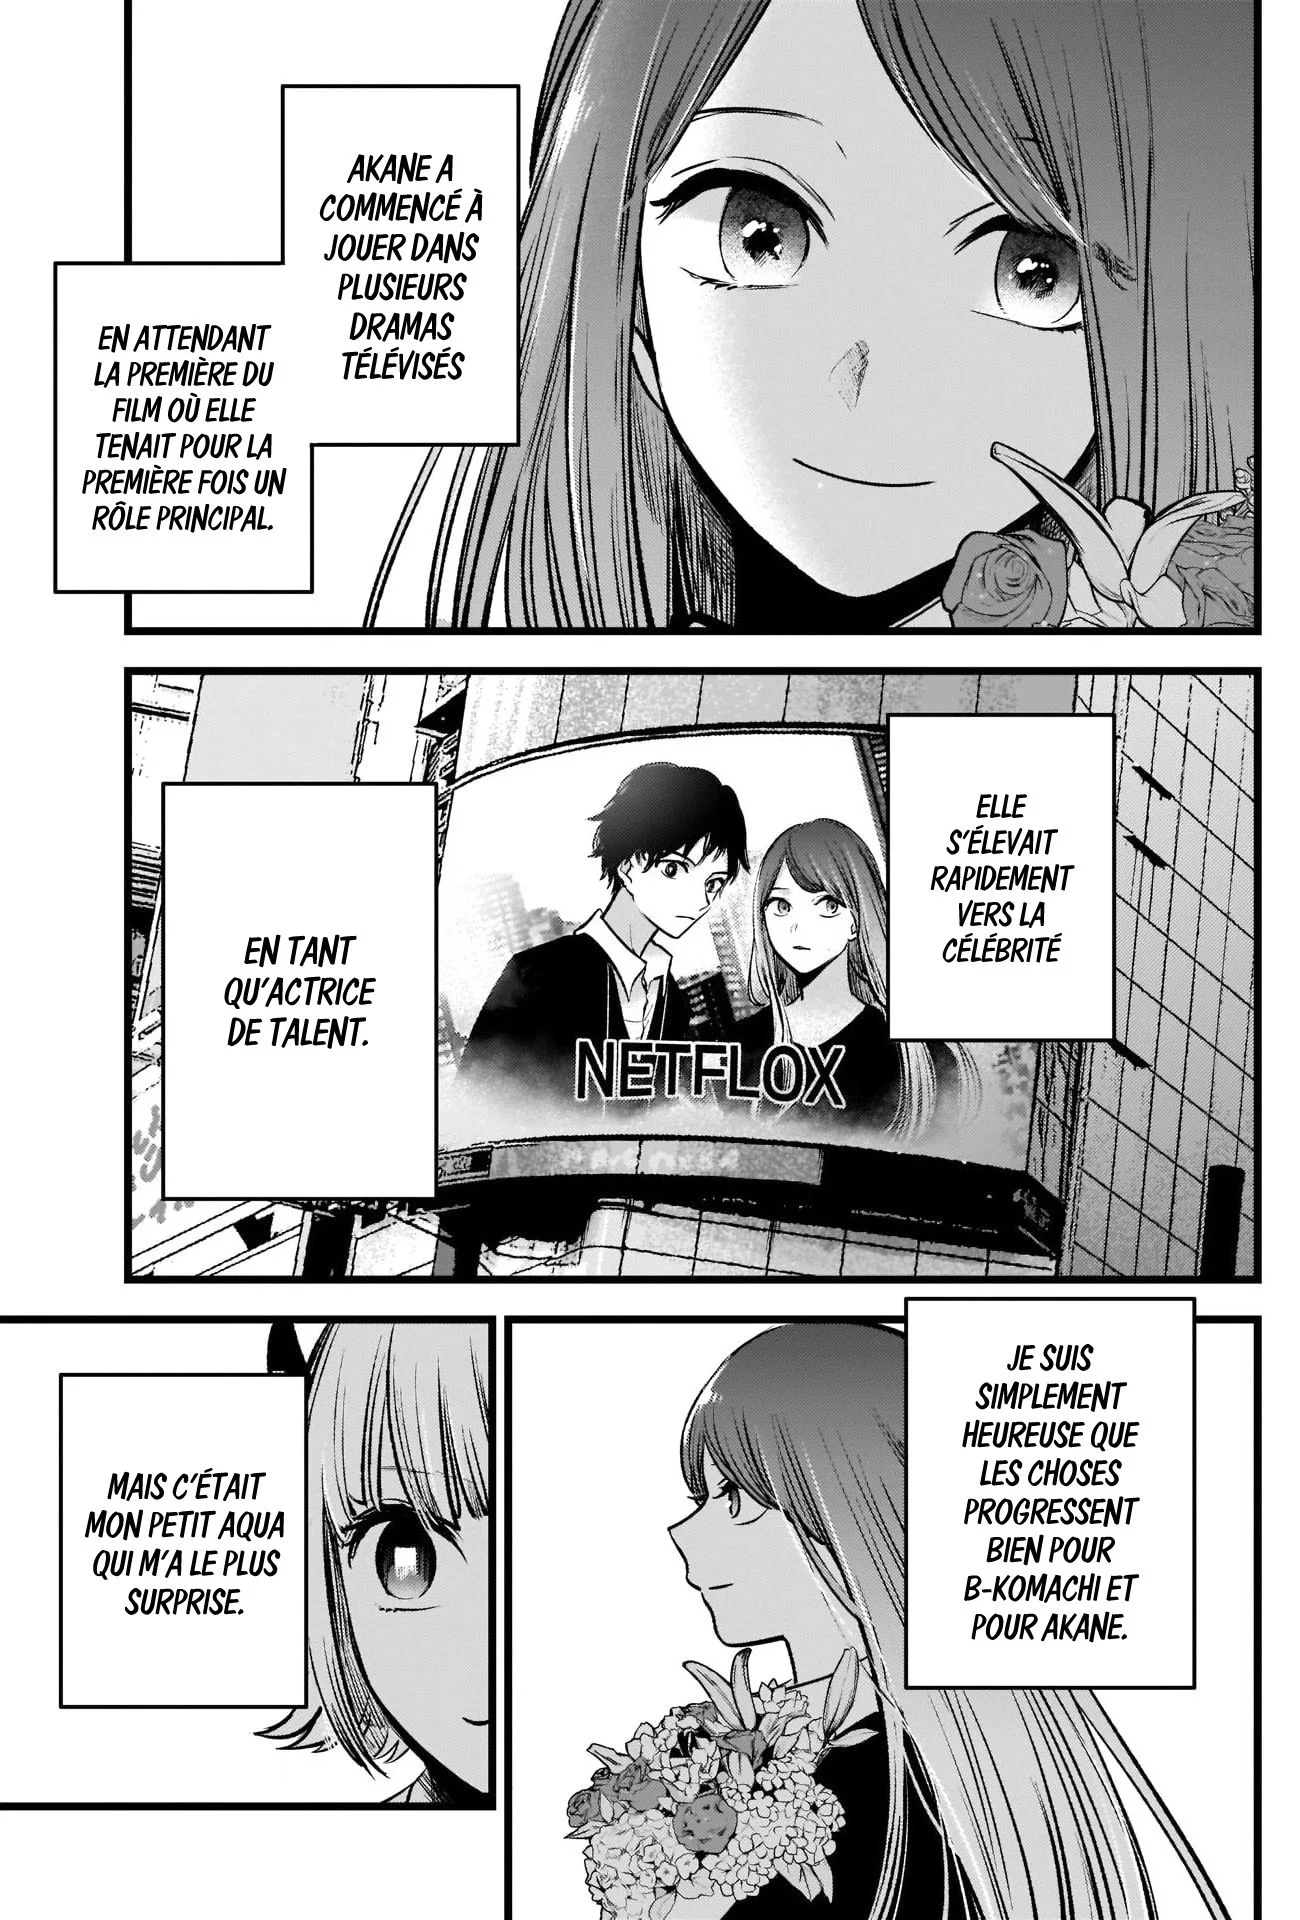 AKANE A
COMMENCÉ À
JOUER DANS
PLUSIEURS
DRAMAS
TÉLÉVISÉS
EN ATTENDANT
LA PREMIÈRE DU
FILM OÙ ELLE
TENAIT POUR LA
PREMIÈRE FOIS UN
RÔLE PRINCIPAL.
ELLE
S'ÉLEVAIT
RAPIDEMENT
VERS LA
CÉLÉBRITÉ
EN TANT
QU'ACTRICE
DE TALENT.
NETFLOX
JE SUIS
SIMPLEMENT
HEUREUSE QUE
LES CHOSES
PROGRESSENT
BIEN POUR
B-KOMACHI ET
POUR AKANE.
MAIS C'ÉTAIT
MON PETIT AQUA
QUI M'A LE PLUS
SURPRISE.